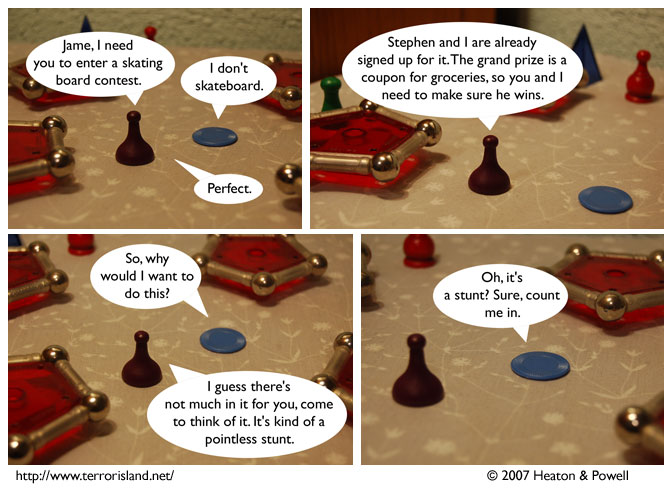 Jame, I need
you to enter a skating
board contest.
I don't
skateboard.
Perfect.
Stephen and I are already
signed up for it. The grand prize is a
coupon for groceries, so you and I
need to make sure he wins.
So, why
would I want to
do this?
I guess there's
not much in it for you, come
to think of it. It's kind of a
pointless stunt.
Oh, it's
a stunt? Sure, count
me in.
http://www.terrorisland.net/
© 2007 Heaton & Powell